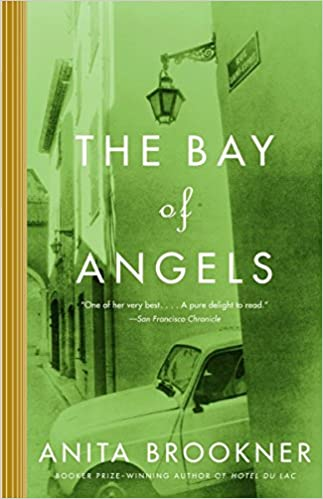 THE BAY
of
ANGELS
"One of her very best. . . . A pure delight to read."
—San Francisco Chronicle
ANITA BROOKNER
BOOKER PRIZE–WINNING AUTHOR OF HOTEL DU LAC